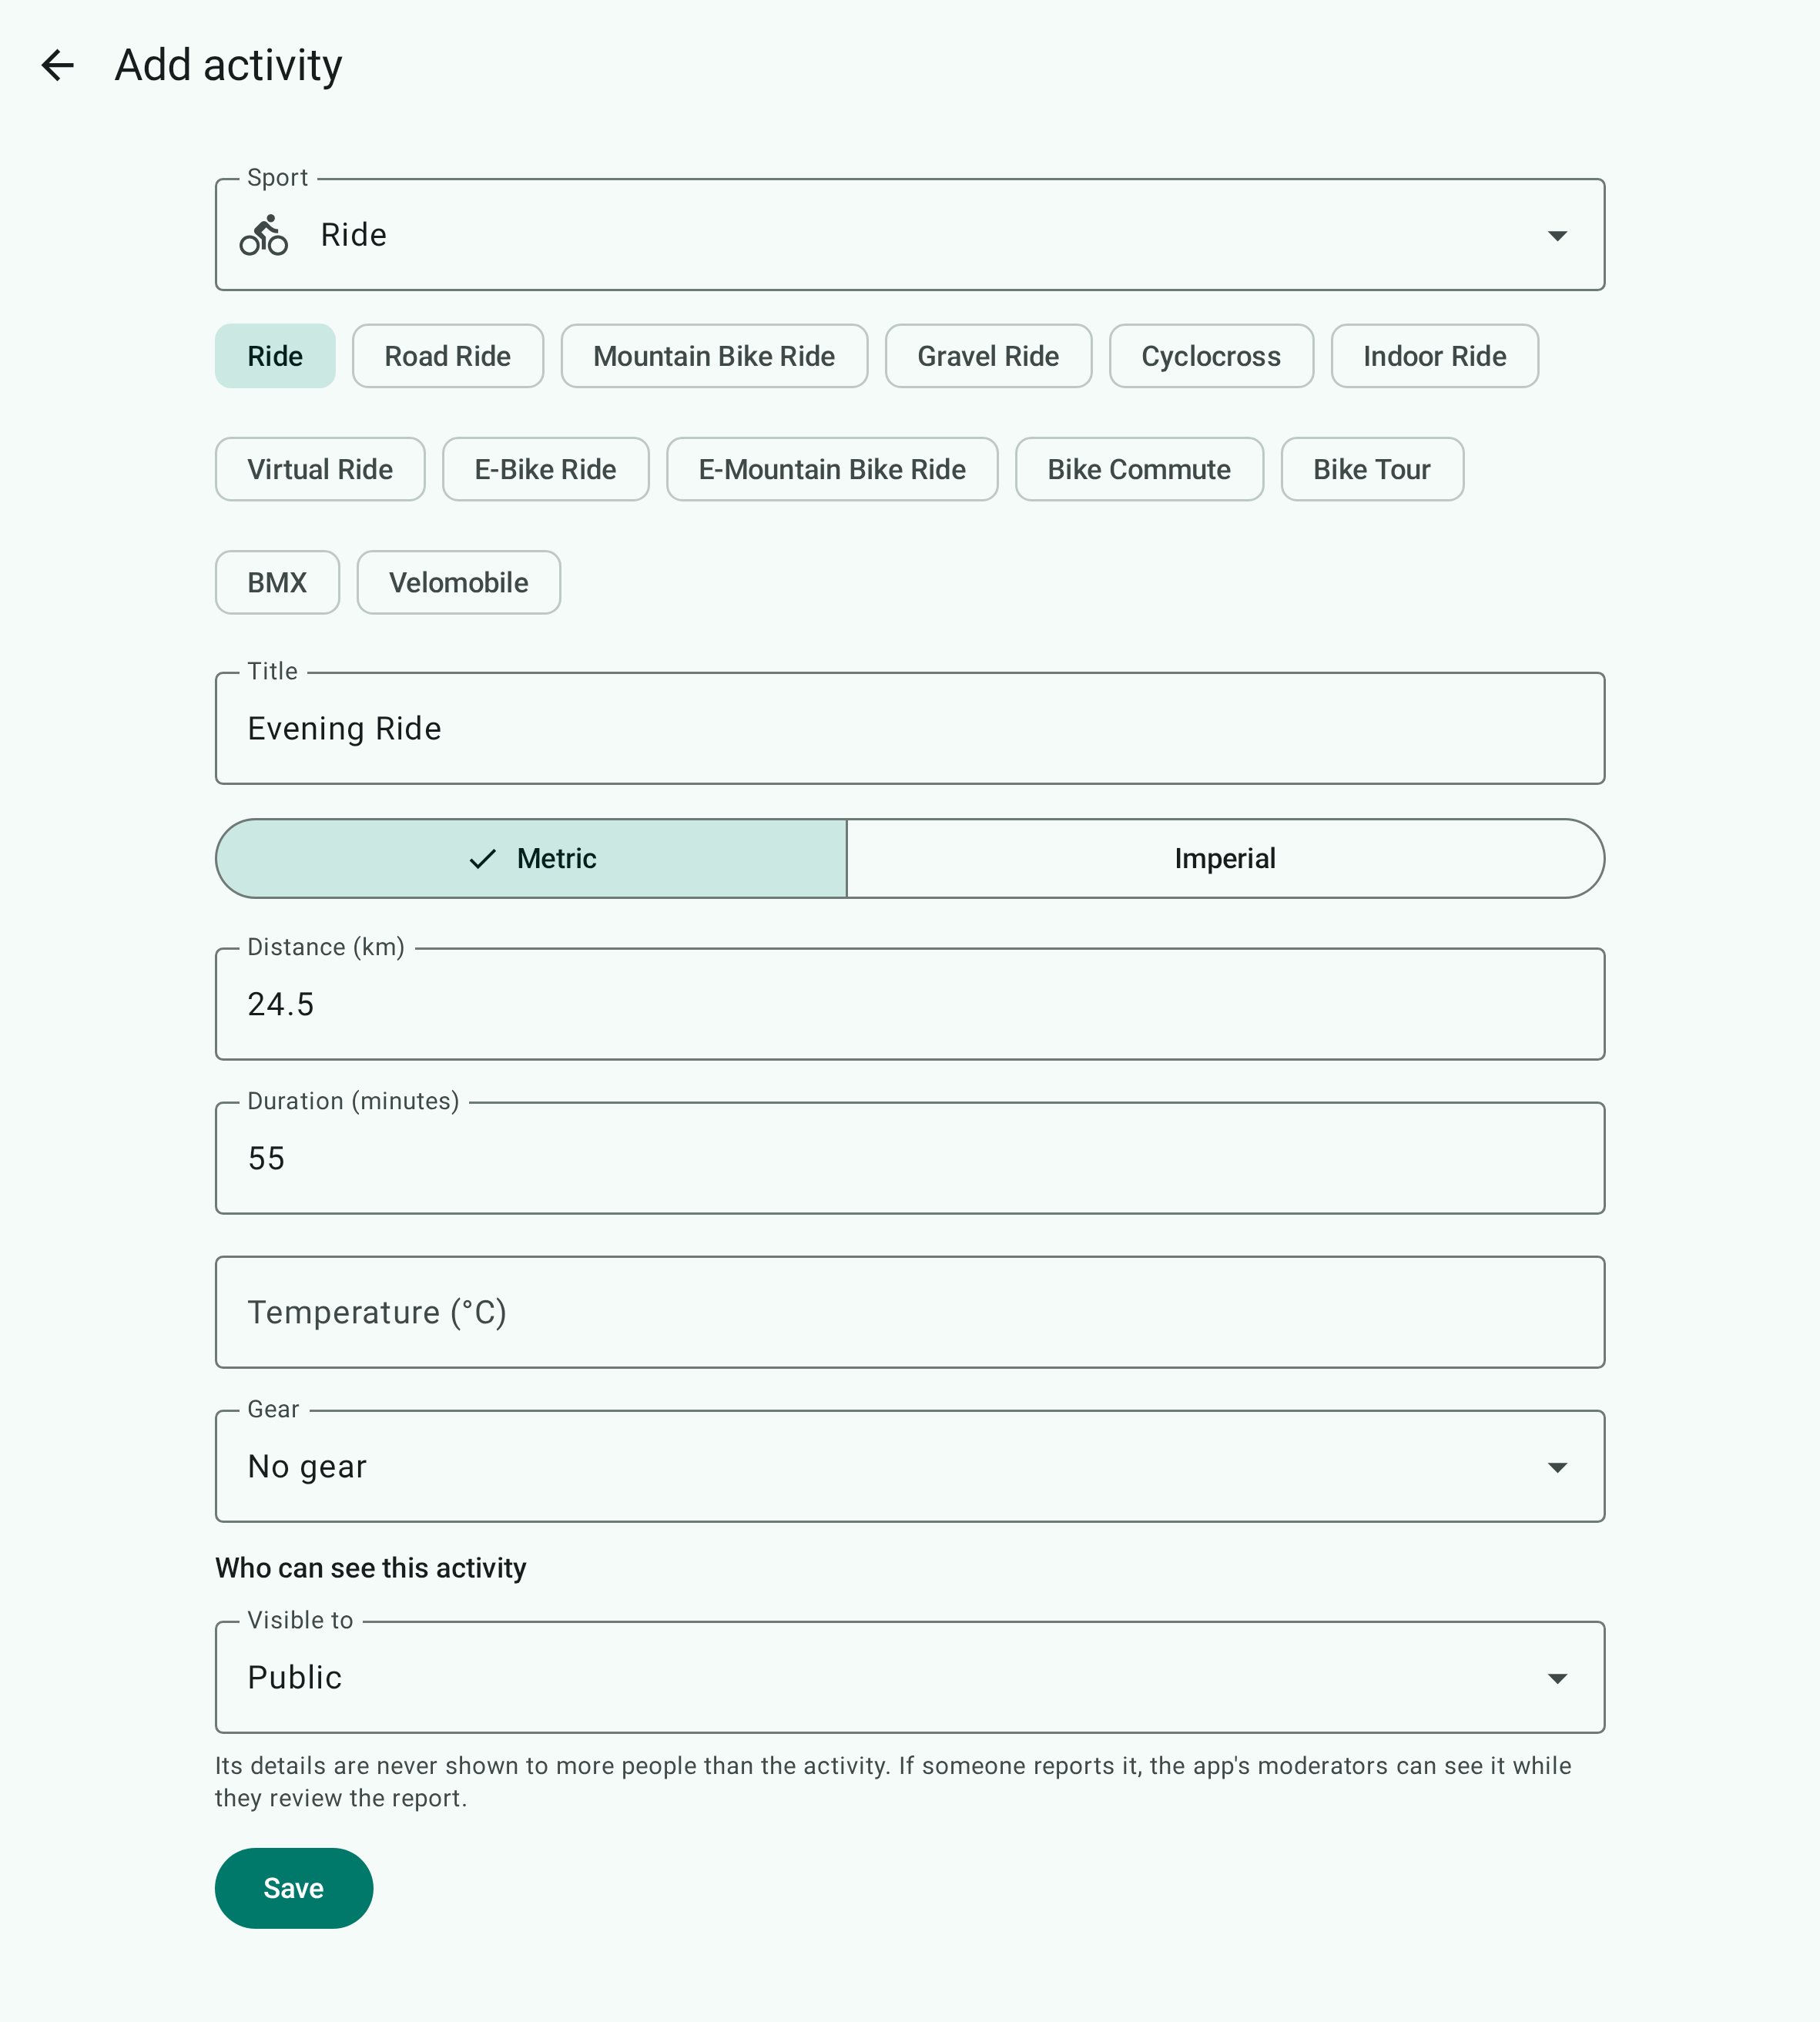 Add activity
Sport
Ride
Ride
Road Ride
Mountain Bike Ride
Gravel Ride
Cyclocross
Indoor Ride
Virtual Ride
E-Bike Ride
E-Mountain Bike Ride
Bike Commute
Bike Tour
BMX
Velomobile
Title
Evening Ride
Metric
Imperial
Distance (km)
24.5
Duration (minutes)
55
Temperature (°C)
Gear
No gear
Who can see this activity
Visible to
Public
Its details are never shown to more people than the activity. If someone reports it, the app's moderators can see it while
they review the report.
Save